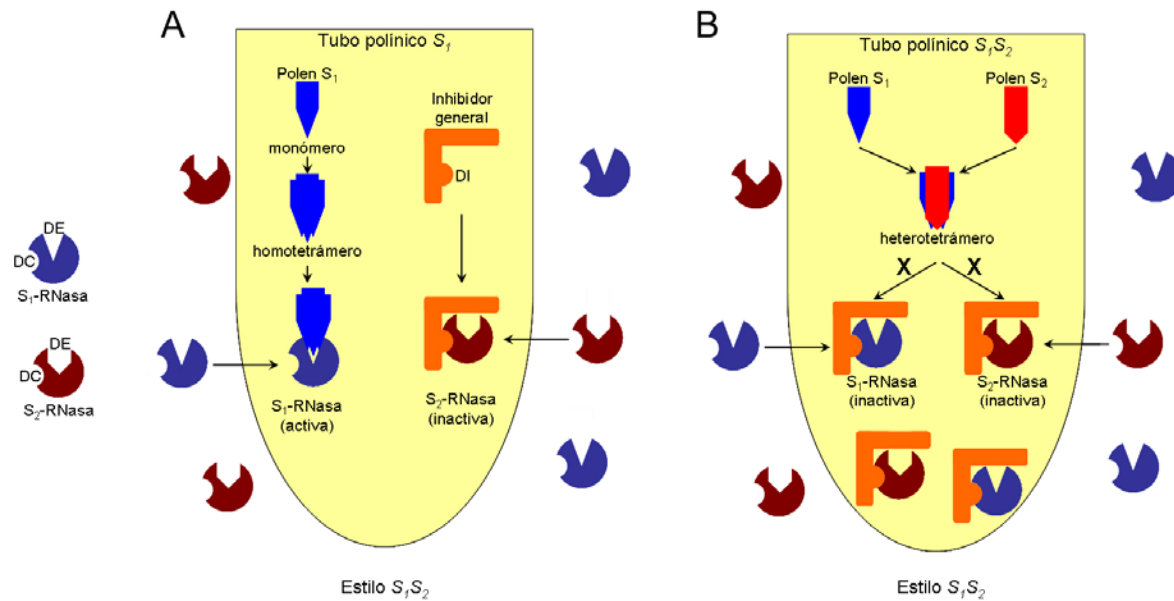 A
Tubo polínico S₁
Polen S₁
monómero
homotetrámero
Inhibidor
general
DI
DE
DC
S₁-RNasa
DE
DC
S₂-RNasa
S₁-RNasa
(activa)
S₂-RNasa
(inactiva)
Estilo S₁S₂
B
Tubo polínico S₁S₂
Polen S₁
Polen S₂
heterotetrámero
X X
S₁-RNasa
(inactiva)
S₂-RNasa
(inactiva)
Estilo S₁S₂